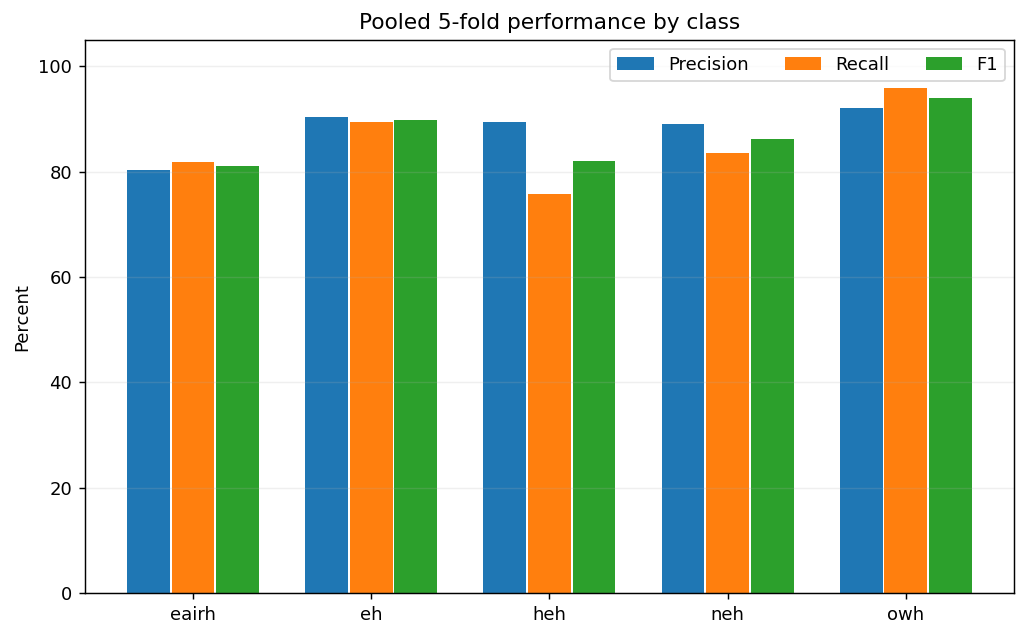 Pooled 5-fold performance by class
Precision Recall F1
Percent
100
80
60
40
20
0
eairh eh heh neh owh